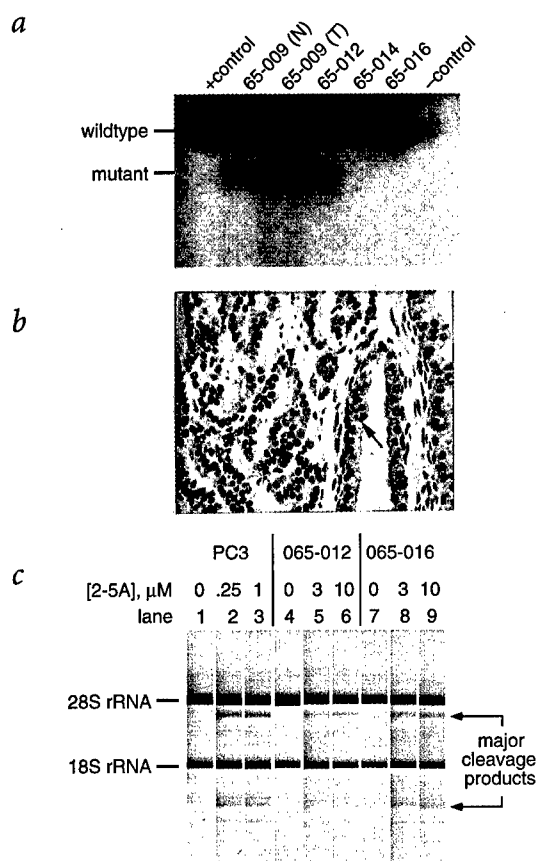 a
+control
65-009 (N)
65-009 (T)
65-012
65-014
65-016
–control
wildtype
mutant
b
c
PC3 065-012 065-016
[2-5A], μM 0 .25 1 0 3 10 0 3 10
lane 1 2 3 4 5 6 7 8 9
28S rRNA
18S rRNA
major
cleavage
products